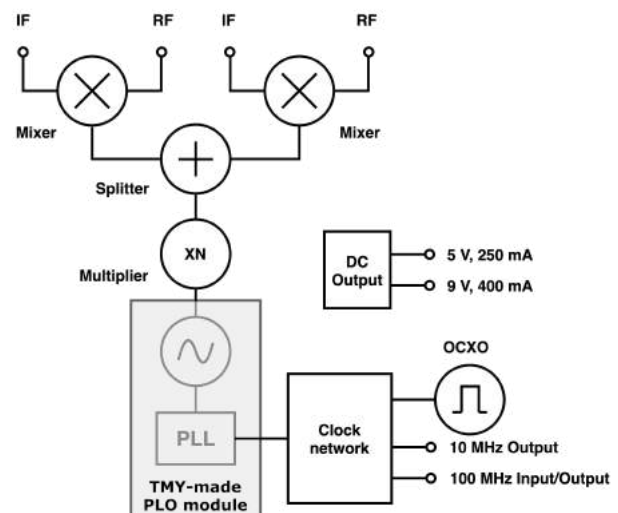 IF RF IF RF
Mixer Mixer
Splitter
XN
Multiplier
DC
Output
5 V, 250 mA
9 V, 400 mA
OCXO
PLL
Clock
network
10 MHz Output
100 MHz Input/Output
TMY-made
PLO module